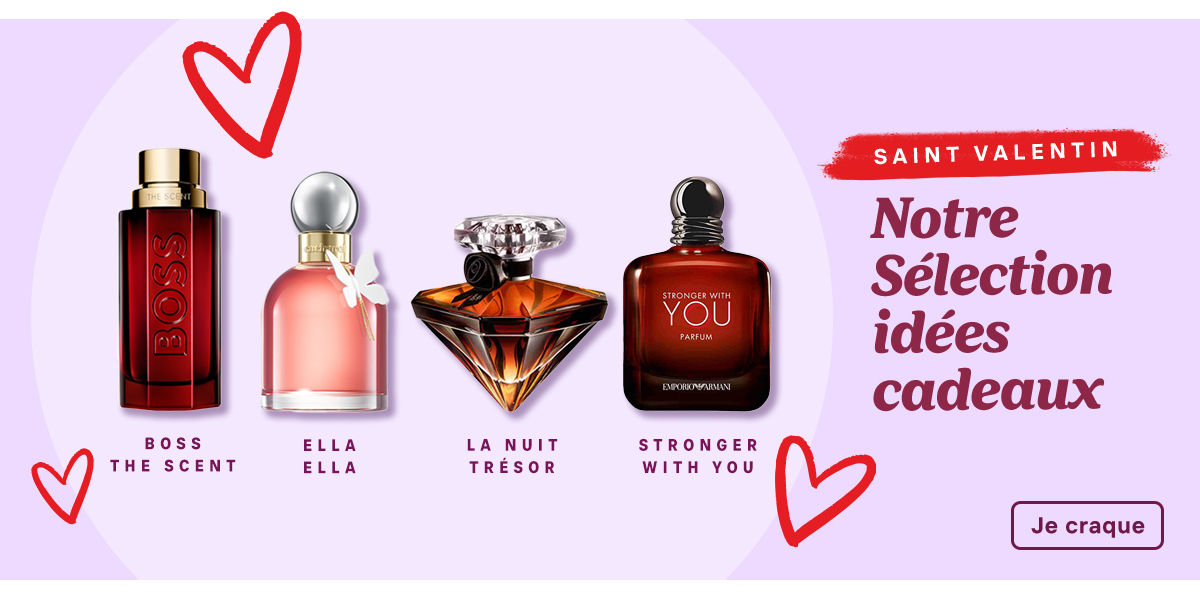 SAINT VALENTIN
Notre
Sélection
idées
cadeaux
THE SCENT
BOSS
STRONGER WITH
YOU
PARFUM
EMPORIO ARMANI
BOSS
THE SCENT
ELLA
ELLA
LA NUIT
TRÉSOR
STRONGER
WITH YOU
Je craque